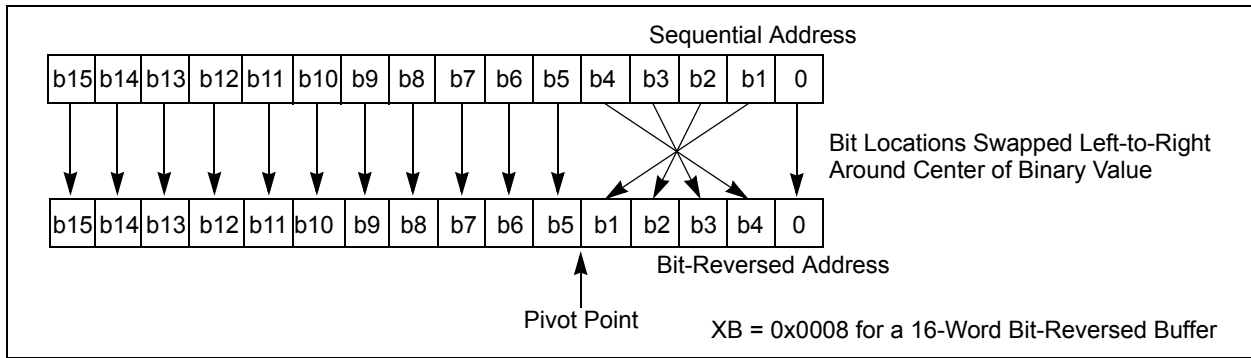 Sequential Address
b15 b14 b13 b12 b11 b10 b9 b8 b7 b6 b5 b4 b3 b2 b1 0
Bit Locations Swapped Left-to-Right
Around Center of Binary Value
b15 b14 b13 b12 b11 b10 b9 b8 b7 b6 b5 b1 b2 b3 b4 0
Bit-Reversed Address
Pivot Point
XB = 0x0008 for a 16-Word Bit-Reversed Buffer